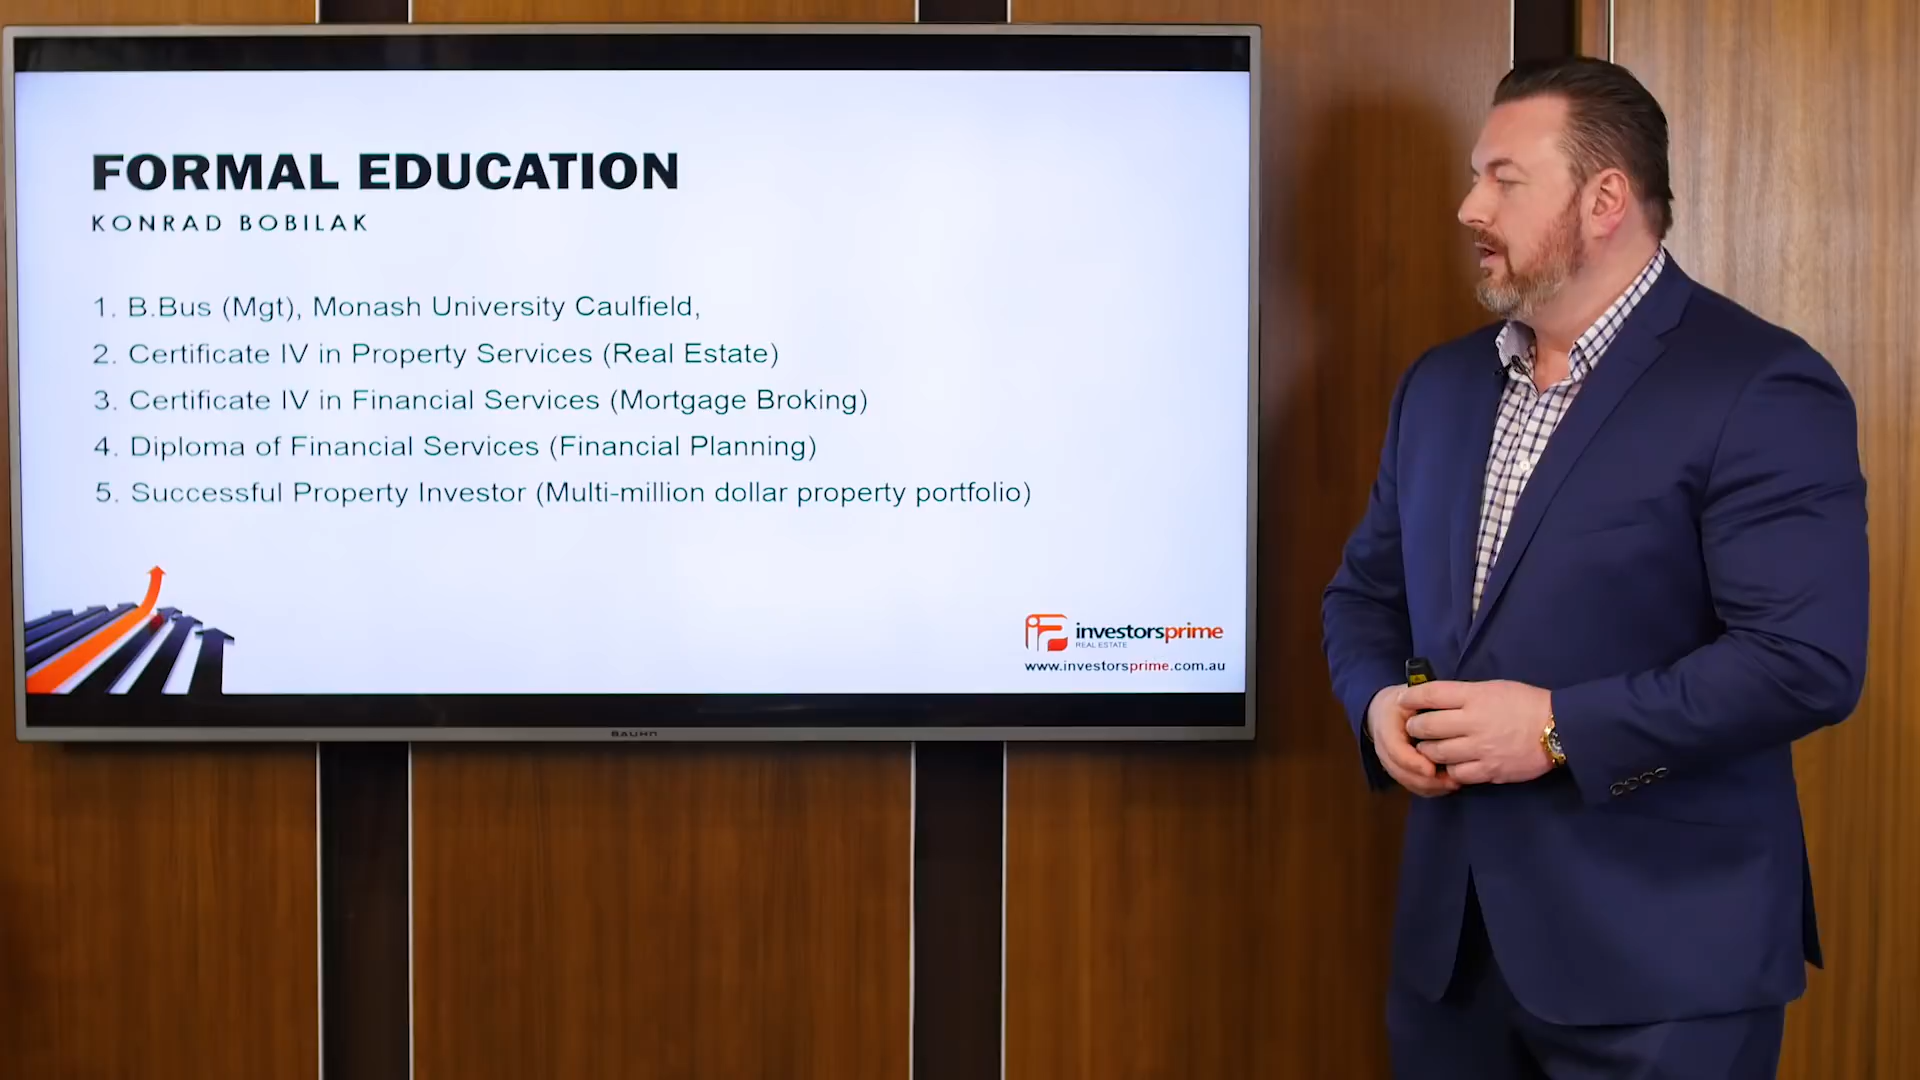 FORMAL EDUCATION
KONRAD BOBILAK
1. B.Bus (Mgt), Monash University Caulfield,
2. Certificate IV in Property Services (Real Estate)
3. Certificate IV in Financial Services (Mortgage Broking)
4. Diploma of Financial Services (Financial Planning)
5. Successful Property Investor (Multi-million dollar property portfolio)
investorsprime
REAL ESTATE
www.investorsprime.com.au
BAUHN